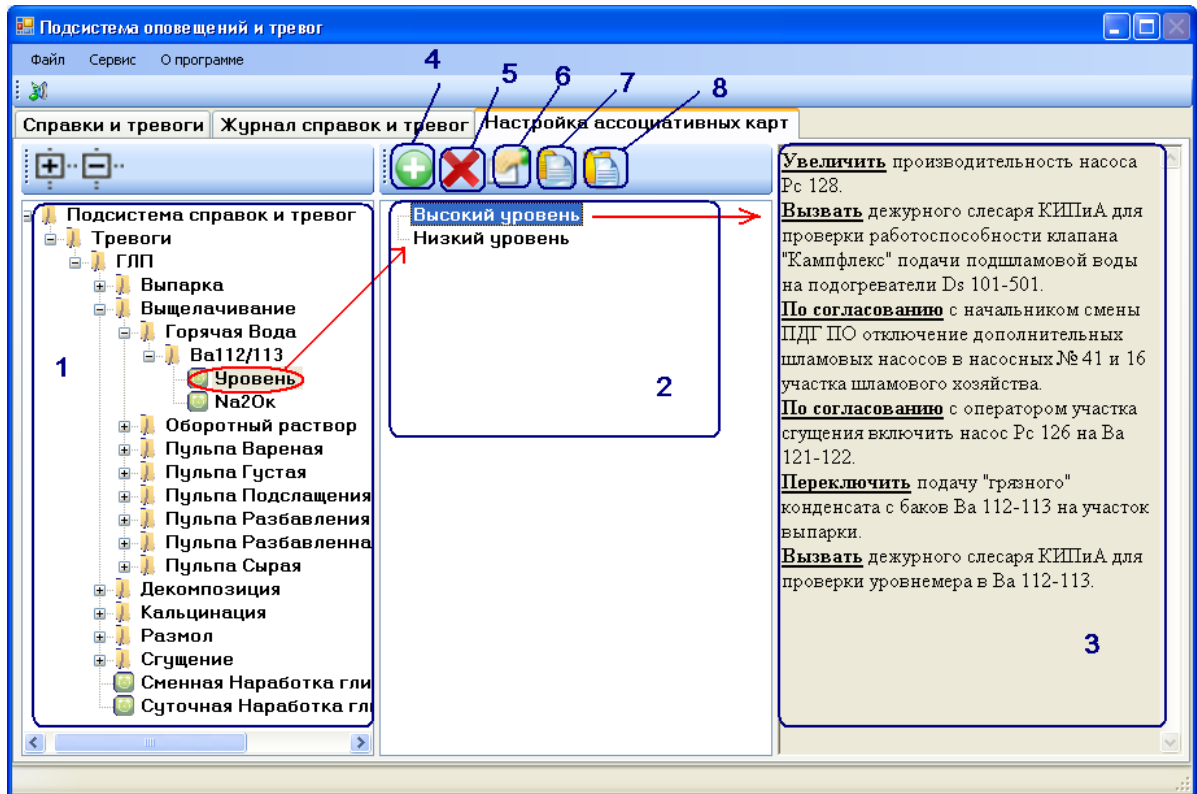 Подсистема оповещений и тревог
Файл Сервис О программе
4
5
6
7
8
Справки и тревоги Журнал справок и тревог Настройка ассоциативных карт
Подсистема справок и тревог
Тревоги
ГЛП
Выпарка
Выщелачивание
Горячая Вода
Ва112/113
Уровень
Na2Ок
Оборотный раствор
Пульпа Вареная
Пульпа Густая
Пульпа Подслащения
Пульпа Разбавления
Пульпа Разбавленна
Пульпа Сырая
Декомпозиция
Кальцинация
Размол
Сгущение
Сменная Наработка гли
Суточная Наработка гли
1
Высокий уровень
Низкий уровень
2
Увеличить производительность насоса
Рс 128.
Вызвать дежурного слесаря КИПиА для
проверки работоспособности клапана
"Кампфлекс" подачи подшламовой воды
на подогреватели Ds 101-501.
По согласованию с начальником смены
ПДГ ПО отключение дополнительных
шламовых насосов в насосных № 41 и 16
участка шламового хозяйства.
По согласованию с оператором участка
сгущения включить насос Рс 126 на Ва
121-122.
Переключить подачу "грязного"
конденсата с баков Ва 112-113 на участок
выпарки.
Вызвать дежурного слесаря КИПиА для
проверки уровнемера в Ва 112-113.
3